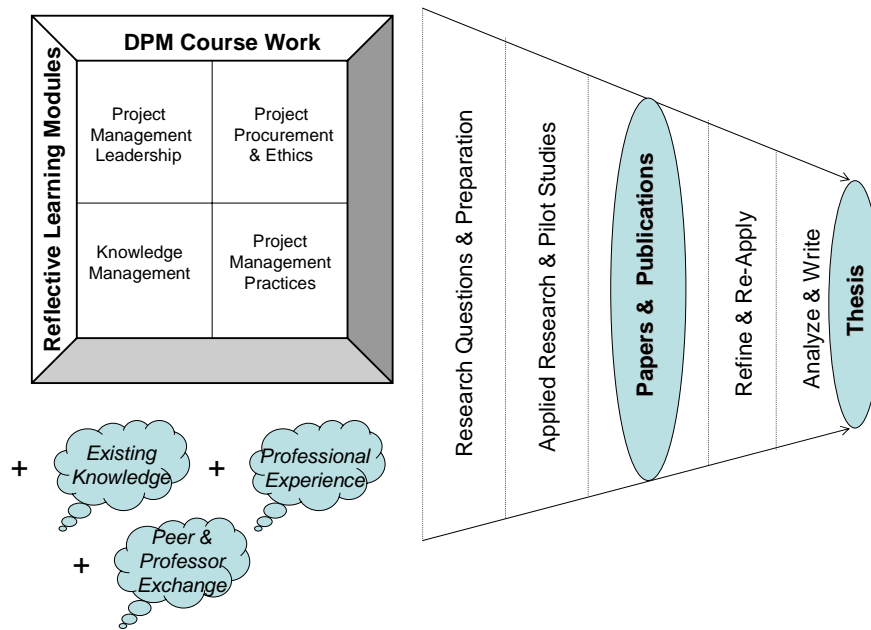 DPM Course Work
Reflective Learning Modules
Project
Management
Leadership
Project
Procurement
& Ethics
Knowledge
Management
Project
Management
Practices
+
Existing
Knowledge
+
Professional
Experience
+
Peer &
Professor
Exchange
Research Questions & Preparation
Applied Research & Pilot Studies
Papers & Publications
Refine & Re-Apply
Analyze & Write
Thesis